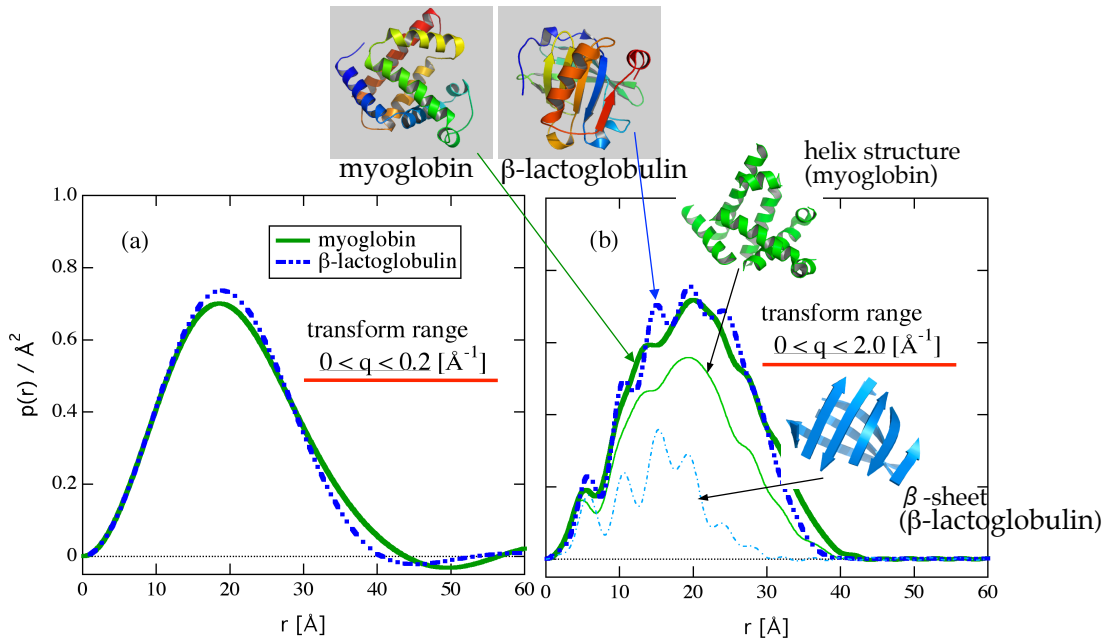 myoglobin
β-lactoglobulin
helix structure
(myoglobin)
1.0
0.8
0.6
0.4
0.2
0
p(r) / Å²
(a)
myoglobin
β-lactoglobulin
transform range
0 < q < 0.2 [Å⁻¹]
(b)
transform range
0 < q < 2.0 [Å⁻¹]
β-sheet
(β-lactoglobulin)
0 10 20 30 40 50 60
r [Å]
0 10 20 30 40 50 60
r [Å]